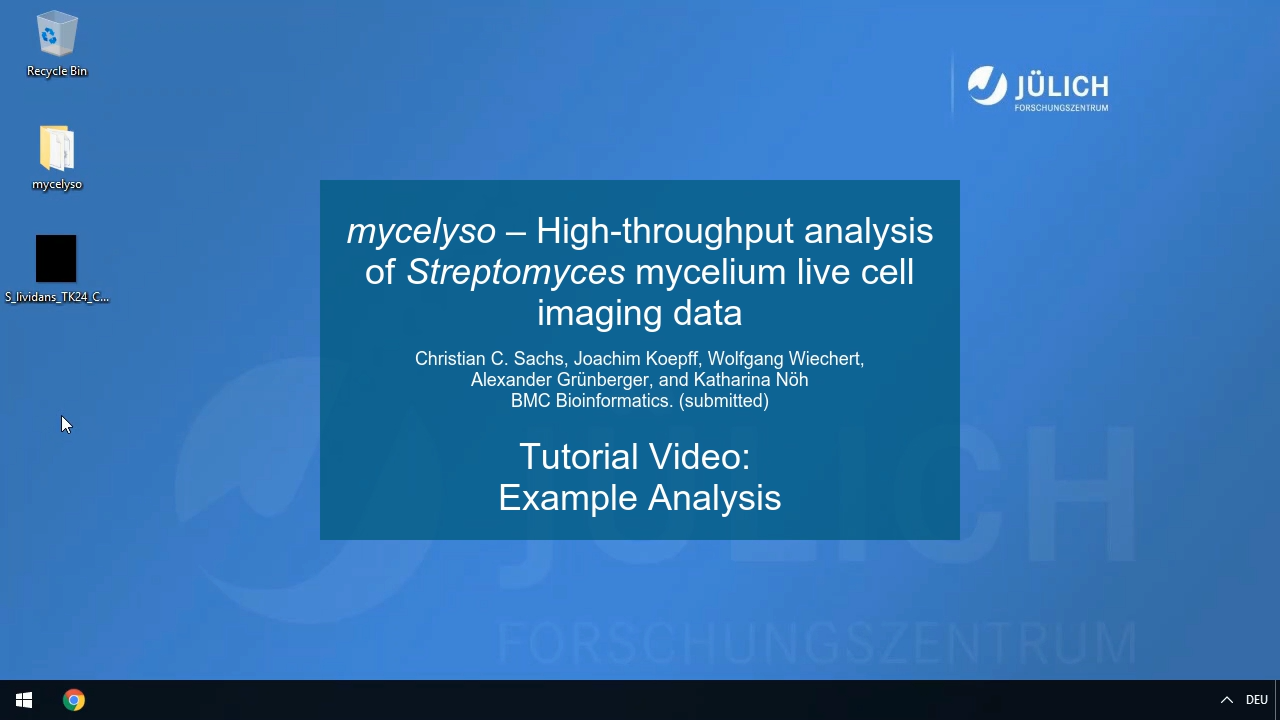 Recycle Bin
mycelyso
S_lividans_TK24_C...
JÜLICH
FORSCHUNGSZENTRUM
mycelyso – High-throughput analysis
of Streptomyces mycelium live cell
imaging data
Christian C. Sachs, Joachim Koepff, Wolfgang Wiechert,
Alexander Grünberger, and Katharina Nöh
BMC Bioinformatics. (submitted)
Tutorial Video:
Example Analysis
JÜLICH
FORSCHUNGSZENTRUM
DEU